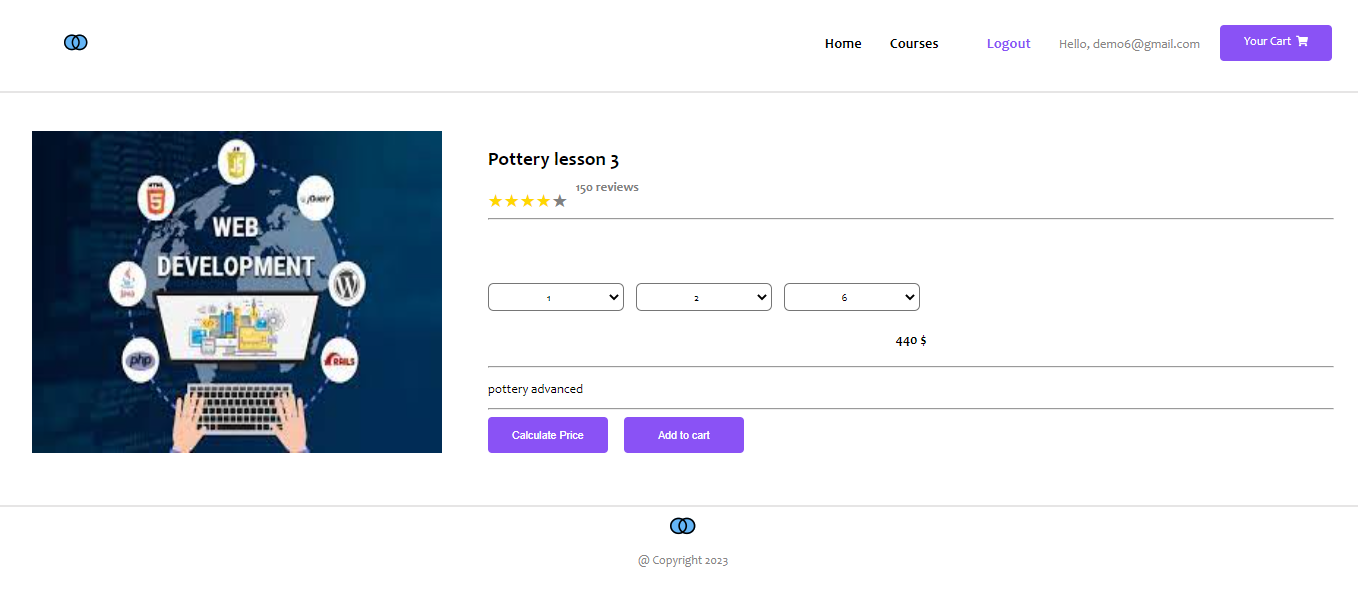 Home Courses Logout Hello, demo6@gmail.com Your Cart
JS
HTML
5
jQuery
WEB
DEVELOPMENT
Java
W
php
RAILS
Pottery lesson 3
150 reviews
1 2 6
440 $
pottery advanced
Calculate Price Add to cart
@ Copyright 2023